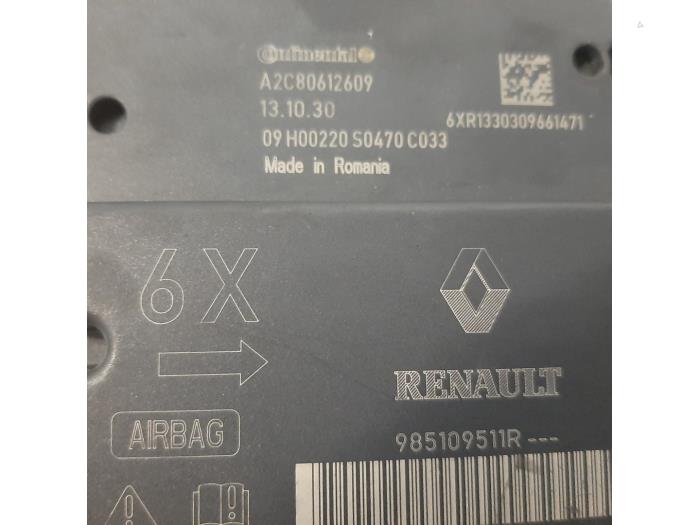 Continental
A2C80612609
13.10.30
6XR1330309661471
09 H00220 S0470 C033
Made in Romania
6X
RENAULT
AIRBAG
985109511R ---